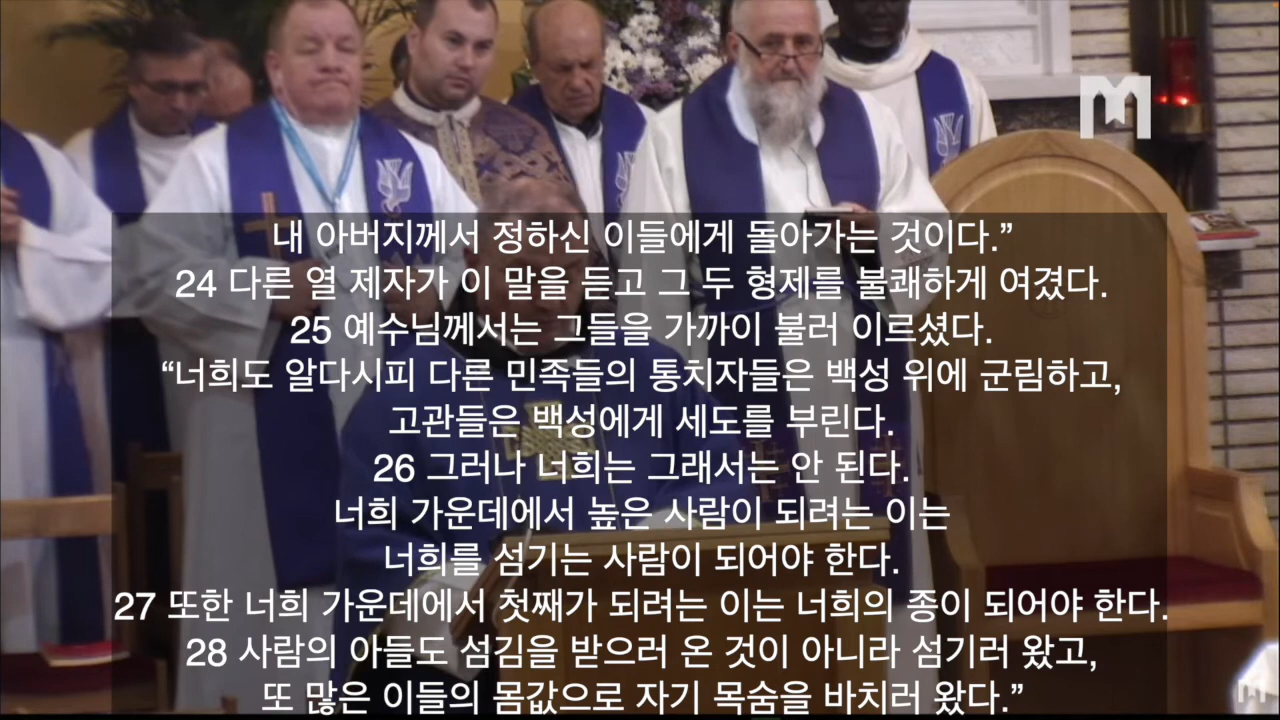 내 아버지께서 정하신 이들에게 돌아가는 것이다.”
24 다른 열 제자가 이 말을 듣고 그 두 형제를 불쾌하게 여겼다.
25 예수님께서는 그들을 가까이 불러 이르셨다.
“너희도 알다시피 다른 민족들의 통치자들은 백성 위에 군림하고,
고관들은 백성에게 세도를 부린다.
26 그러나 너희는 그래서는 안 된다.
너희 가운데에서 높은 사람이 되려는 이는
너희를 섬기는 사람이 되어야 한다.
27 또한 너희 가운데에서 첫째가 되려는 이는 너희의 종이 되어야 한다.
28 사람의 아들도 섬김을 받으러 온 것이 아니라 섬기러 왔고,
또 많은 이들의 몸값으로 자기 목숨을 바치러 왔다.”